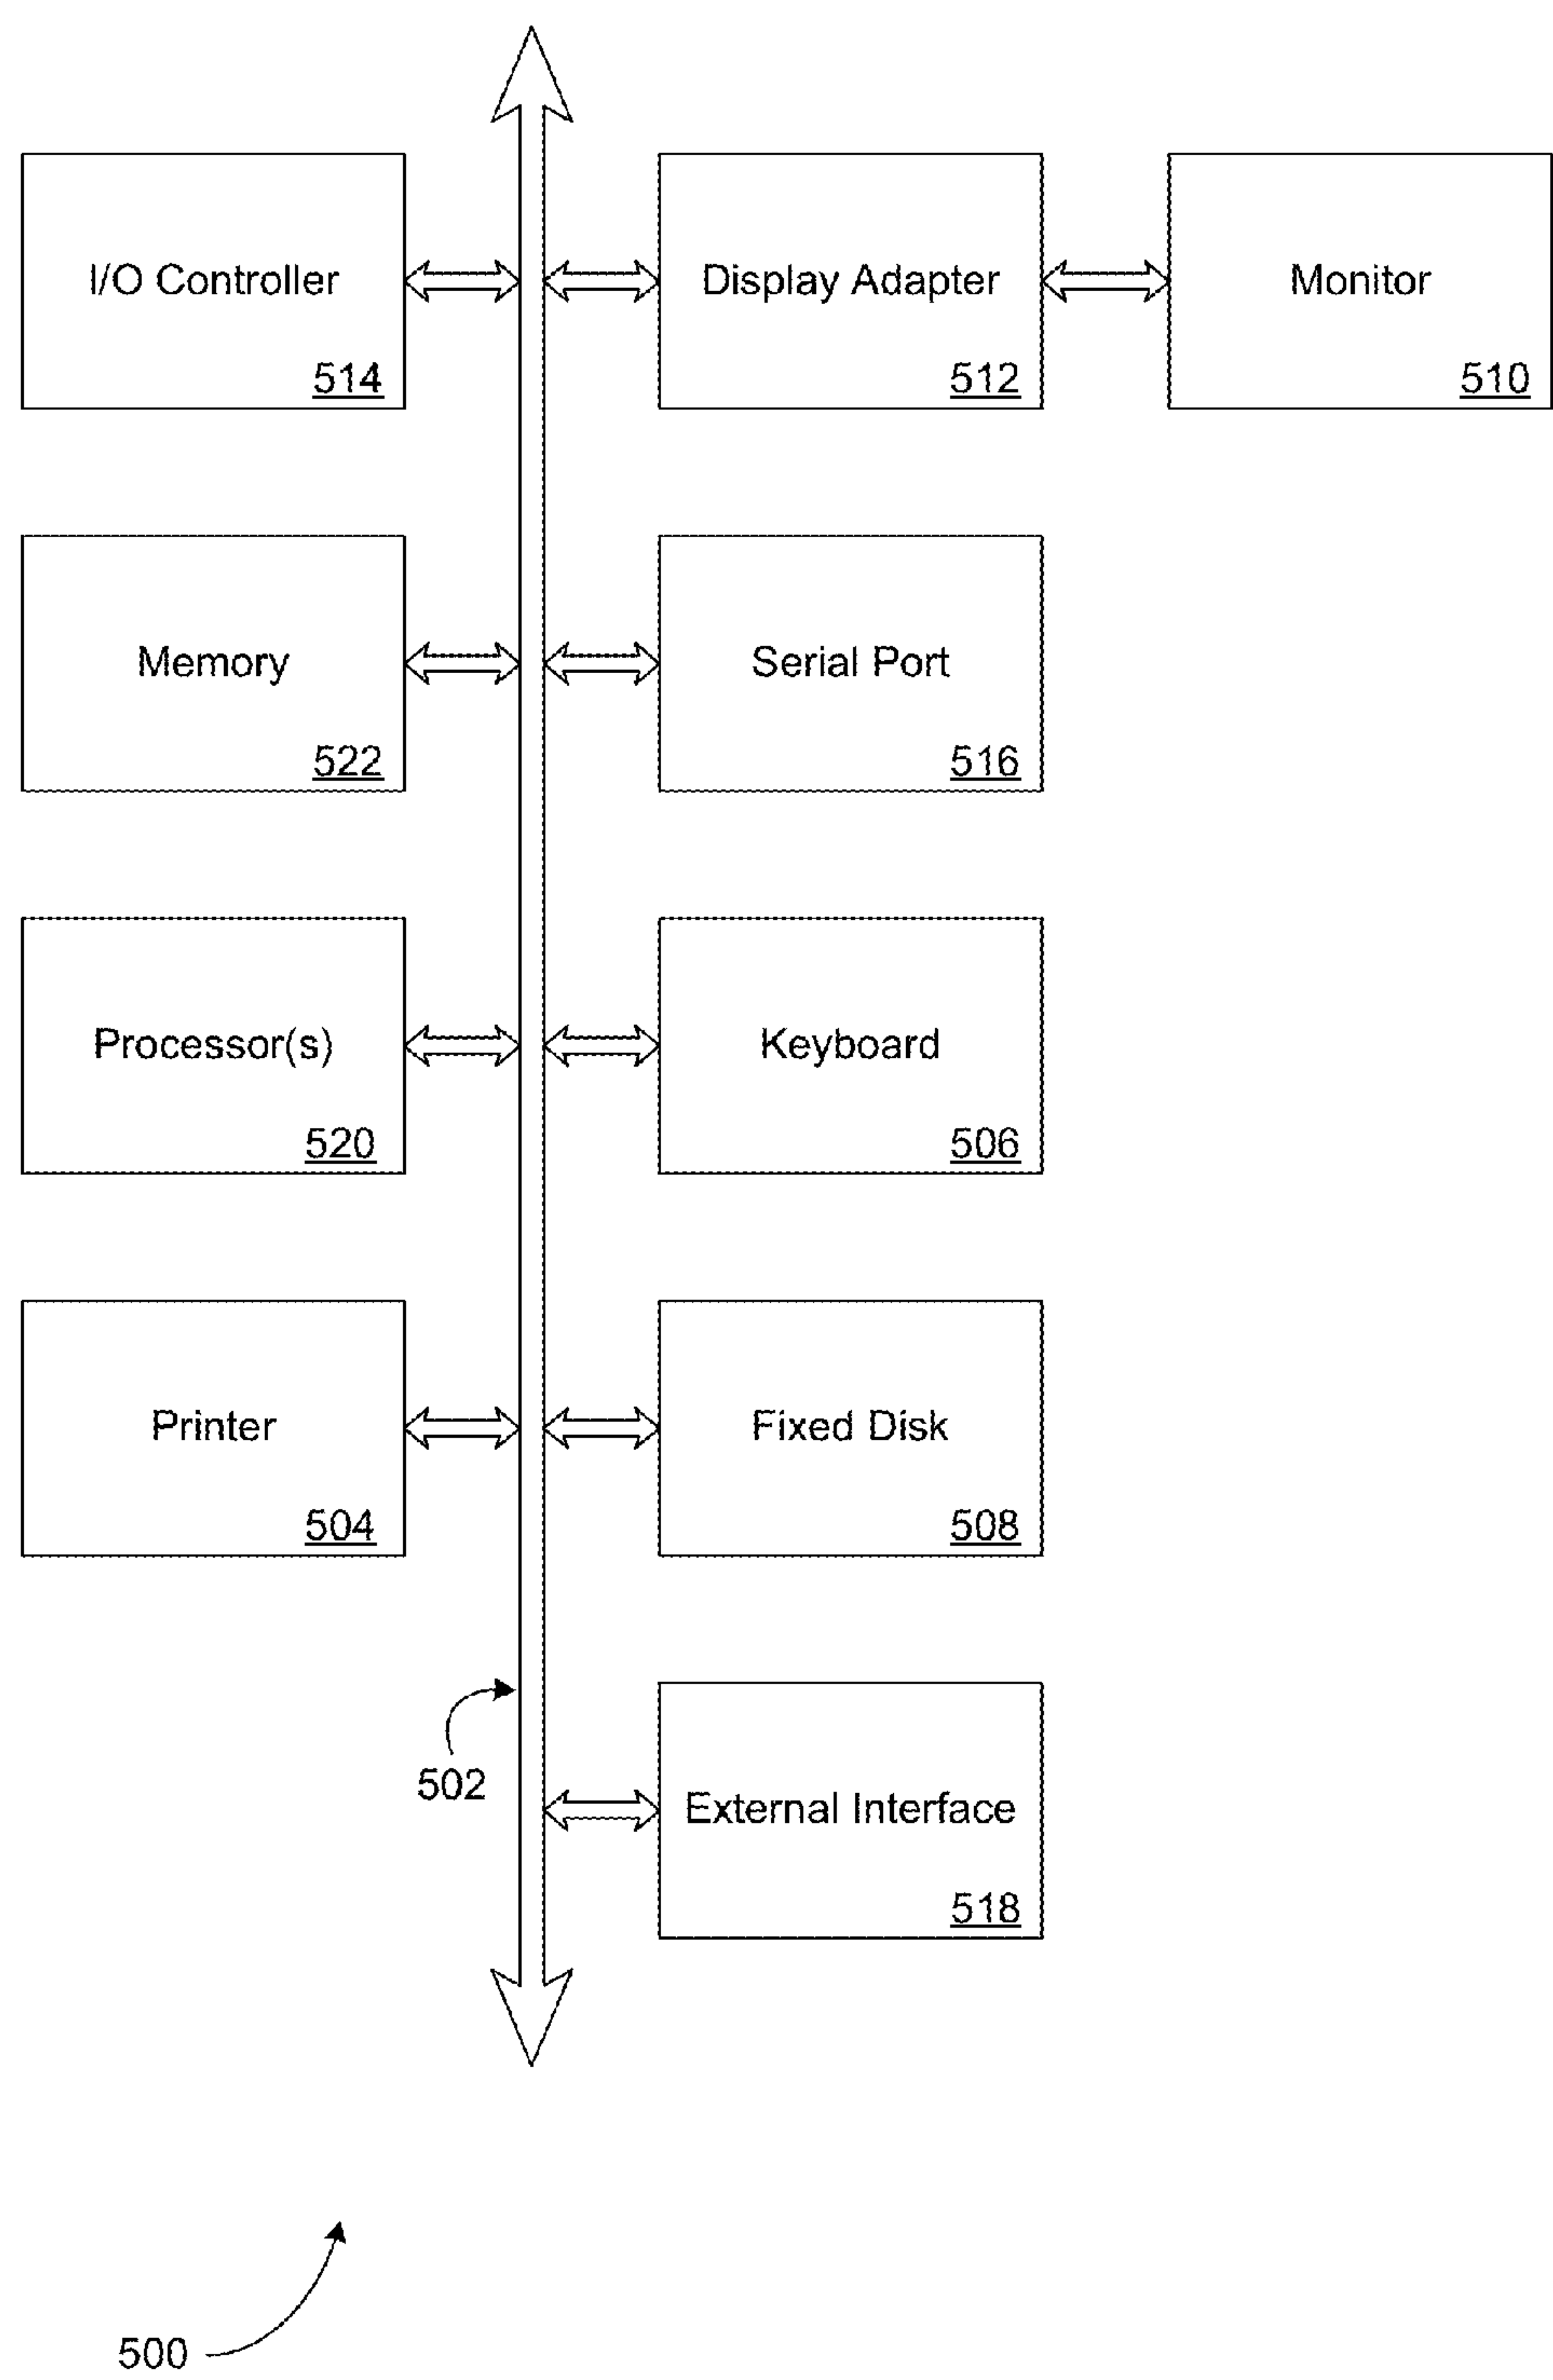 I/O Controller
514
Display Adapter
512
Monitor
510
Memory
522
Serial Port
516
Processor(s)
520
Keyboard
506
Printer
504
Fixed Disk
508
502
External Interface
518
500